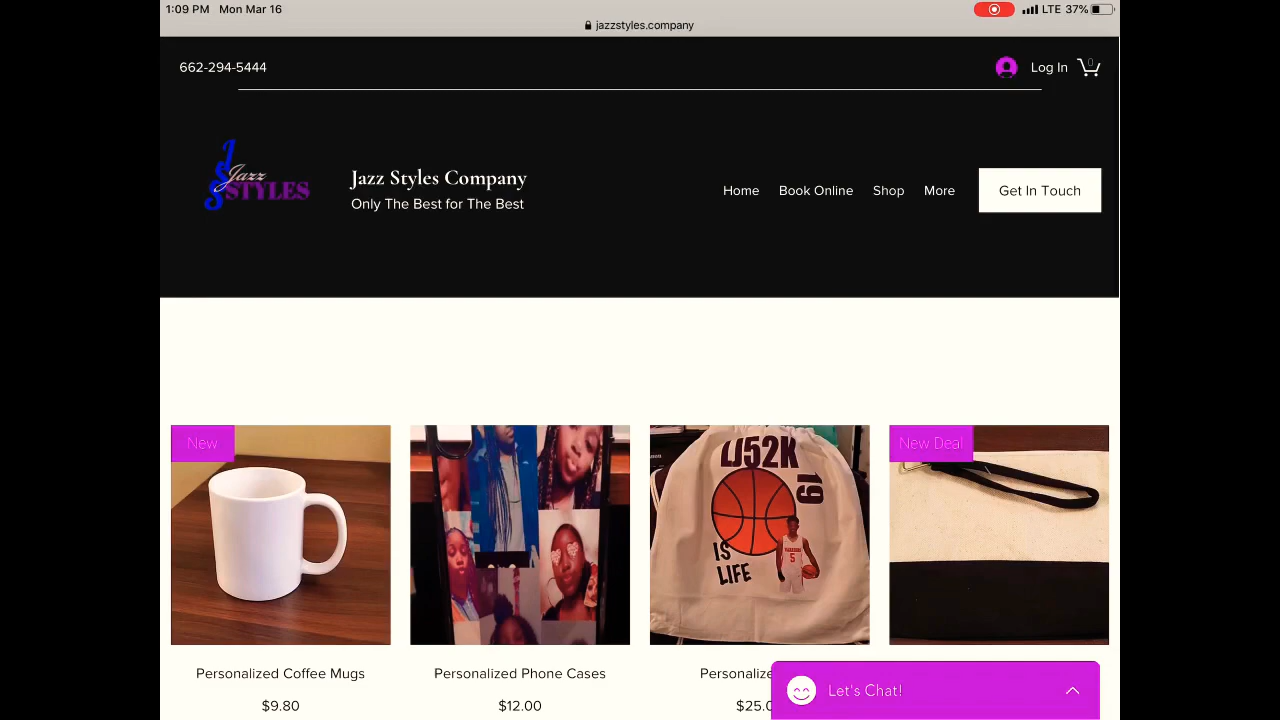 1:09 PM Mon Mar 16
LTE 37%
jazzstyles.company
662-294-5444
Log In
0
Jazz
STYLES
Jazz Styles Company
Only The Best for The Best
Home Book Online Shop More
Get In Touch
New
New Deal
LJ52K
19
IS
LIFE
5
Personalized Coffee Mugs
Personalized Phone Cases
$9.80
$12.00
$25.0
Let's Chat!